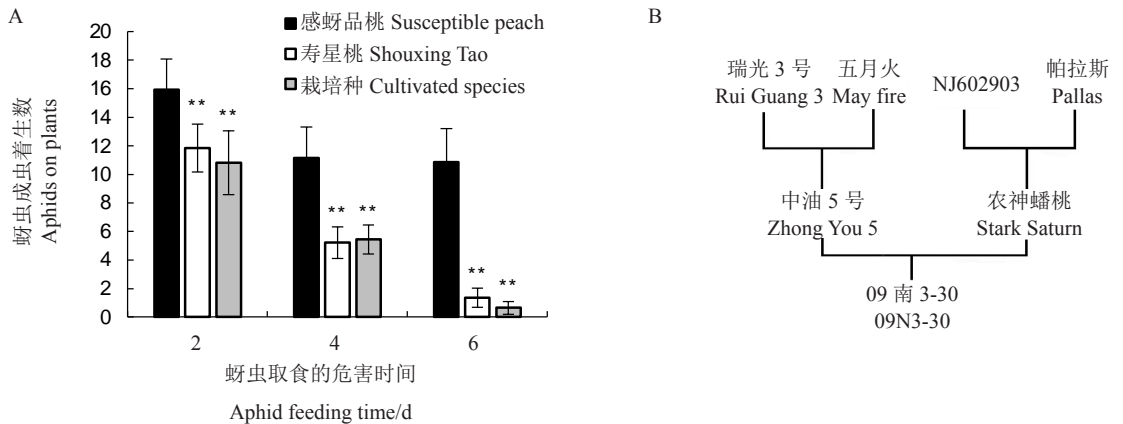 A
感蚜品桃 Susceptible peach
寿星桃 Shouxing Tao
栽培种 Cultivated species
蚜虫成虫着生数
Aphids on plants
20
18
16
14
12
10
8
6
4
2
0
** **
** **
** **
2 4 6
蚜虫取食的危害时间
Aphid feeding time/d
B
瑞光 3 号
Rui Guang 3
五月火
May fire
NJ602903
帕拉斯
Pallas
中油 5 号
Zhong You 5
农神蟠桃
Stark Saturn
09 南 3-30
09N3-30